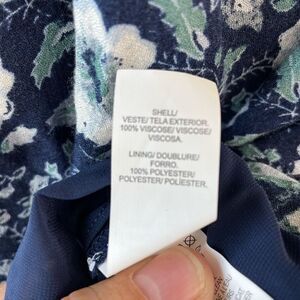 SHELL/
VESTE/ TELA EXTERIOR.
100% VISCOSE/ VISCOSE/
VISCOSA.
LINING/ DOUBLURE/
FORRO.
100% POLYESTER/
POLYESTER/ POLIÉSTER.